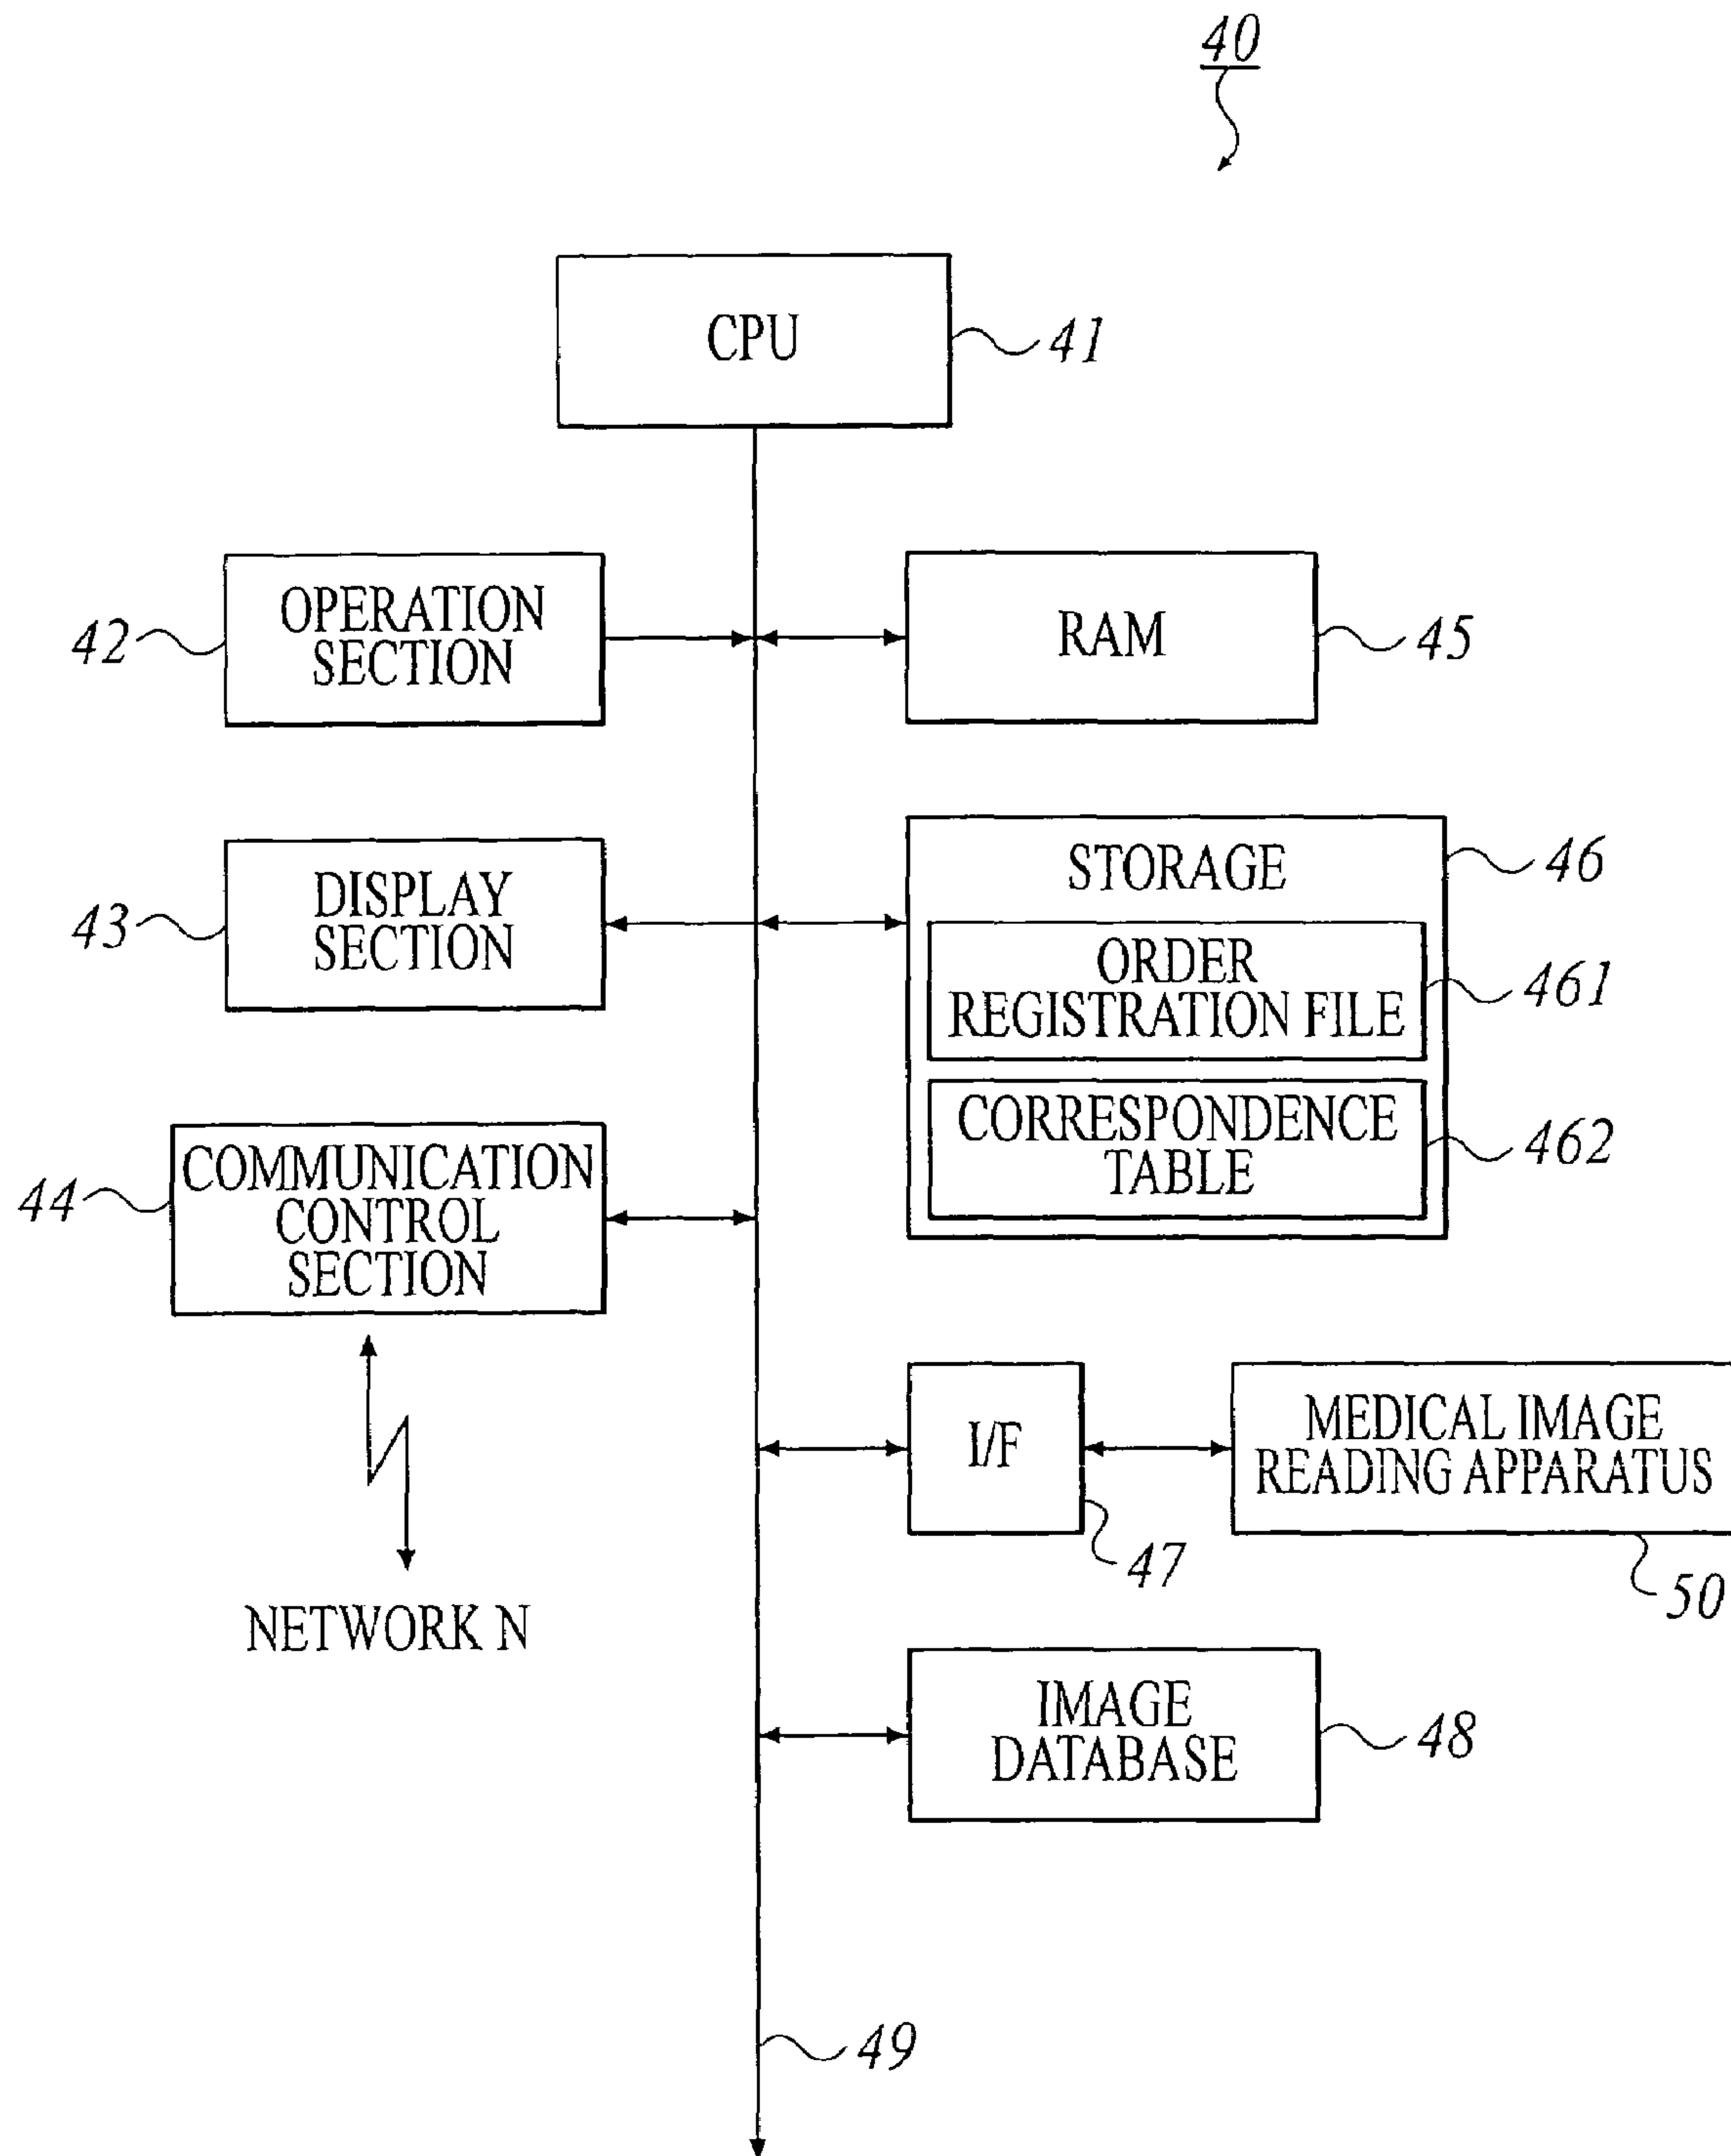 40
CPU
41
OPERATION
SECTION
42
RAM
45
DISPLAY
SECTION
43
STORAGE
46
ORDER
REGISTRATION FILE
461
CORRESPONDENCE
TABLE
462
COMMUNICATION
CONTROL
SECTION
44
NETWORK N
I/F
47
MEDICAL IMAGE
READING APPARATUS
50
IMAGE
DATABASE
48
49